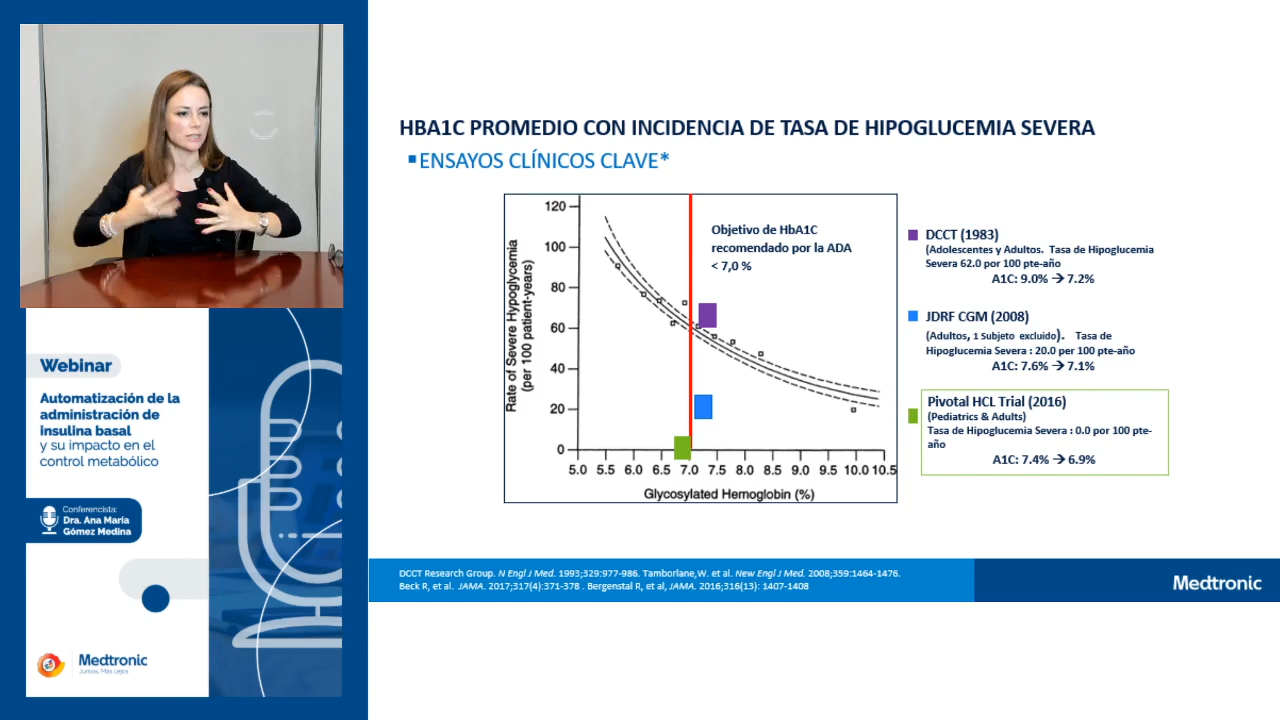 HBA1C PROMEDIO CON INCIDENCIA DE TASA DE HIPOGLUCEMIA SEVERA
▪ENSAYOS CLÍNICOS CLAVE*
Rate of Severe Hypoglycemia
(per 100 patient-years)
120
100
80
60
40
20
0
5.0 5.5 6.0 6.5 7.0 7.5 8.0 8.5 9.0 9.5 10.0 10.5
Glycosylated Hemoglobin (%)
Objetivo de HbA1C
recomendado por la ADA
< 7,0 %
DCCT (1983)
(Adolescentes y Adultos. Tasa de Hipoglucemia
Severa 62.0 por 100 pte-año
A1C: 9.0% → 7.2%
JDRF CGM (2008)
(Adultos, 1 Subjeto excluido). Tasa de
Hipoglucemia Severa : 20.0 per 100 pte-año
A1C: 7.6% → 7.1%
Pivotal HCL Trial (2016)
(Pediatrics & Adults)
Tasa de Hipoglucemia Severa : 0.0 per 100 pte-
año
A1C: 7.4% → 6.9%
DCCT Research Group. N Engl J Med. 1993;329:977-986. Tamborlane,W. et al. New Engl J Med. 2008;359:1464-1476.
Beck R, et al. JAMA. 2017;317(4):371-378 . Bergenstal R, et al, JAMA. 2016;316(13): 1407-1408
Medtronic
Webinar
Automatización de la
administración de
insulina basal
y su impacto en el
control metabólico
Conferencista:
Dra. Ana María
Gómez Medina
Medtronic
Juntos, Más Lejos